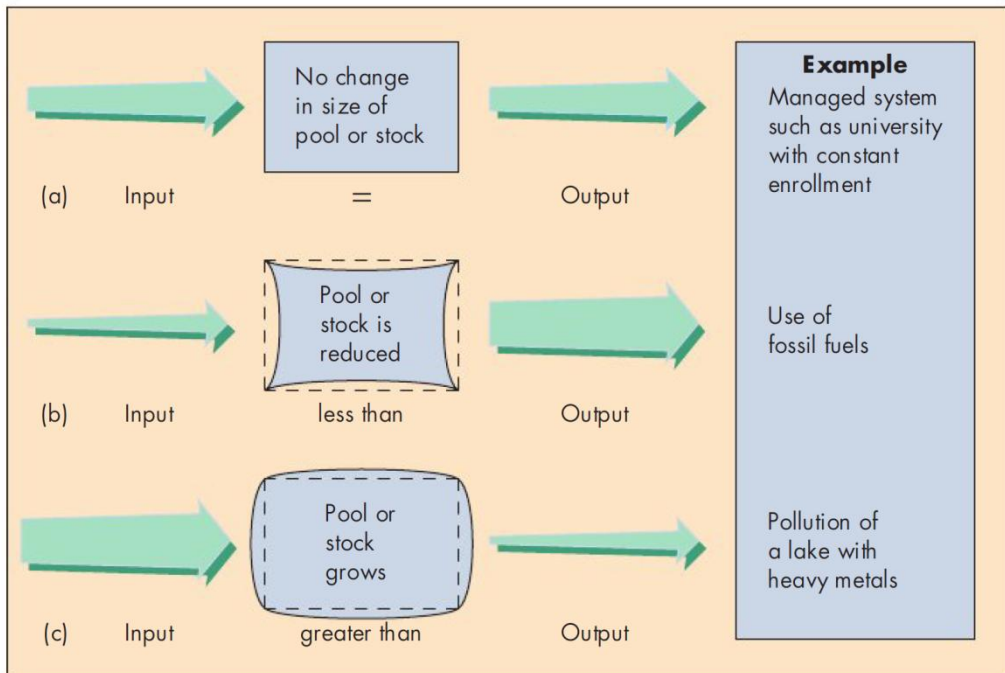 No change
in size of
pool or stock
Example
Managed system
such as university
with constant
enrollment
(a) Input = Output
Pool or
stock is
reduced
Use of
fossil fuels
(b) Input less than Output
Pool or
stock
grows
Pollution of
a lake with
heavy metals
(c) Input greater than Output